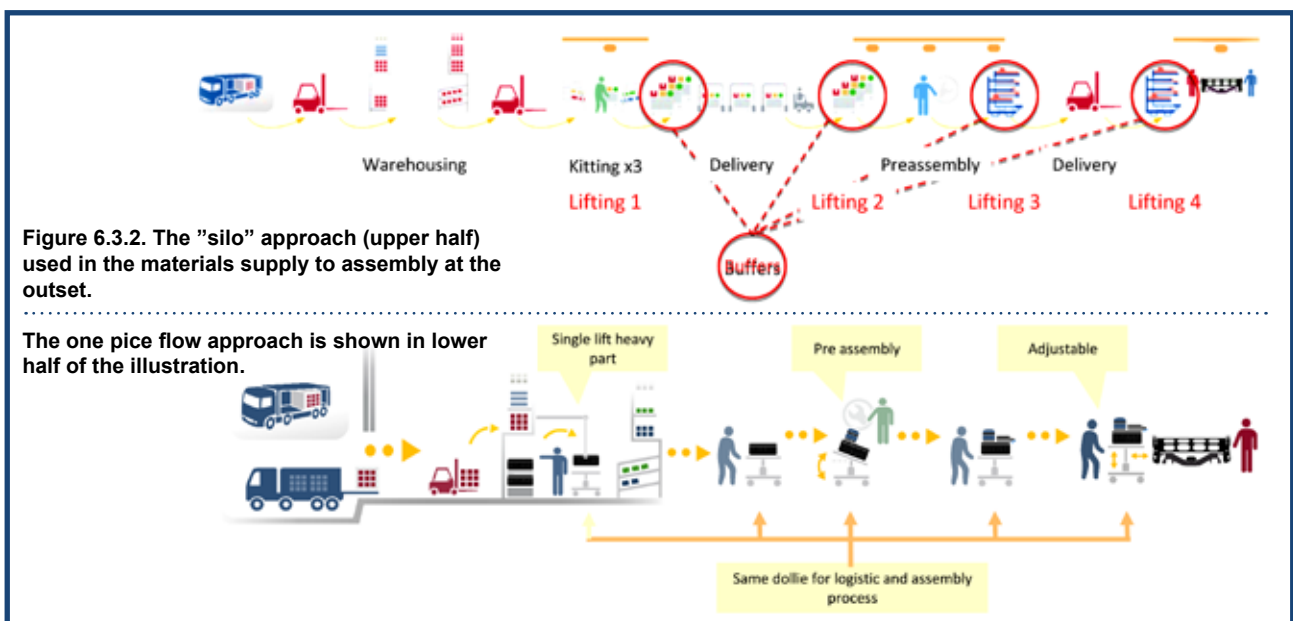 Warehousing
Kitting x3
Delivery
Preassembly
Delivery
Lifting 1
Lifting 2
Lifting 3
Lifting 4
Buffers
Figure 6.3.2. The ”silo” approach (upper half)
used in the materials supply to assembly at the
outset.
The one pice flow approach is shown in lower
half of the illustration.
Single lift heavy
part
Pre assembly
Adjustable
Same dollie for logistic and assembly
process